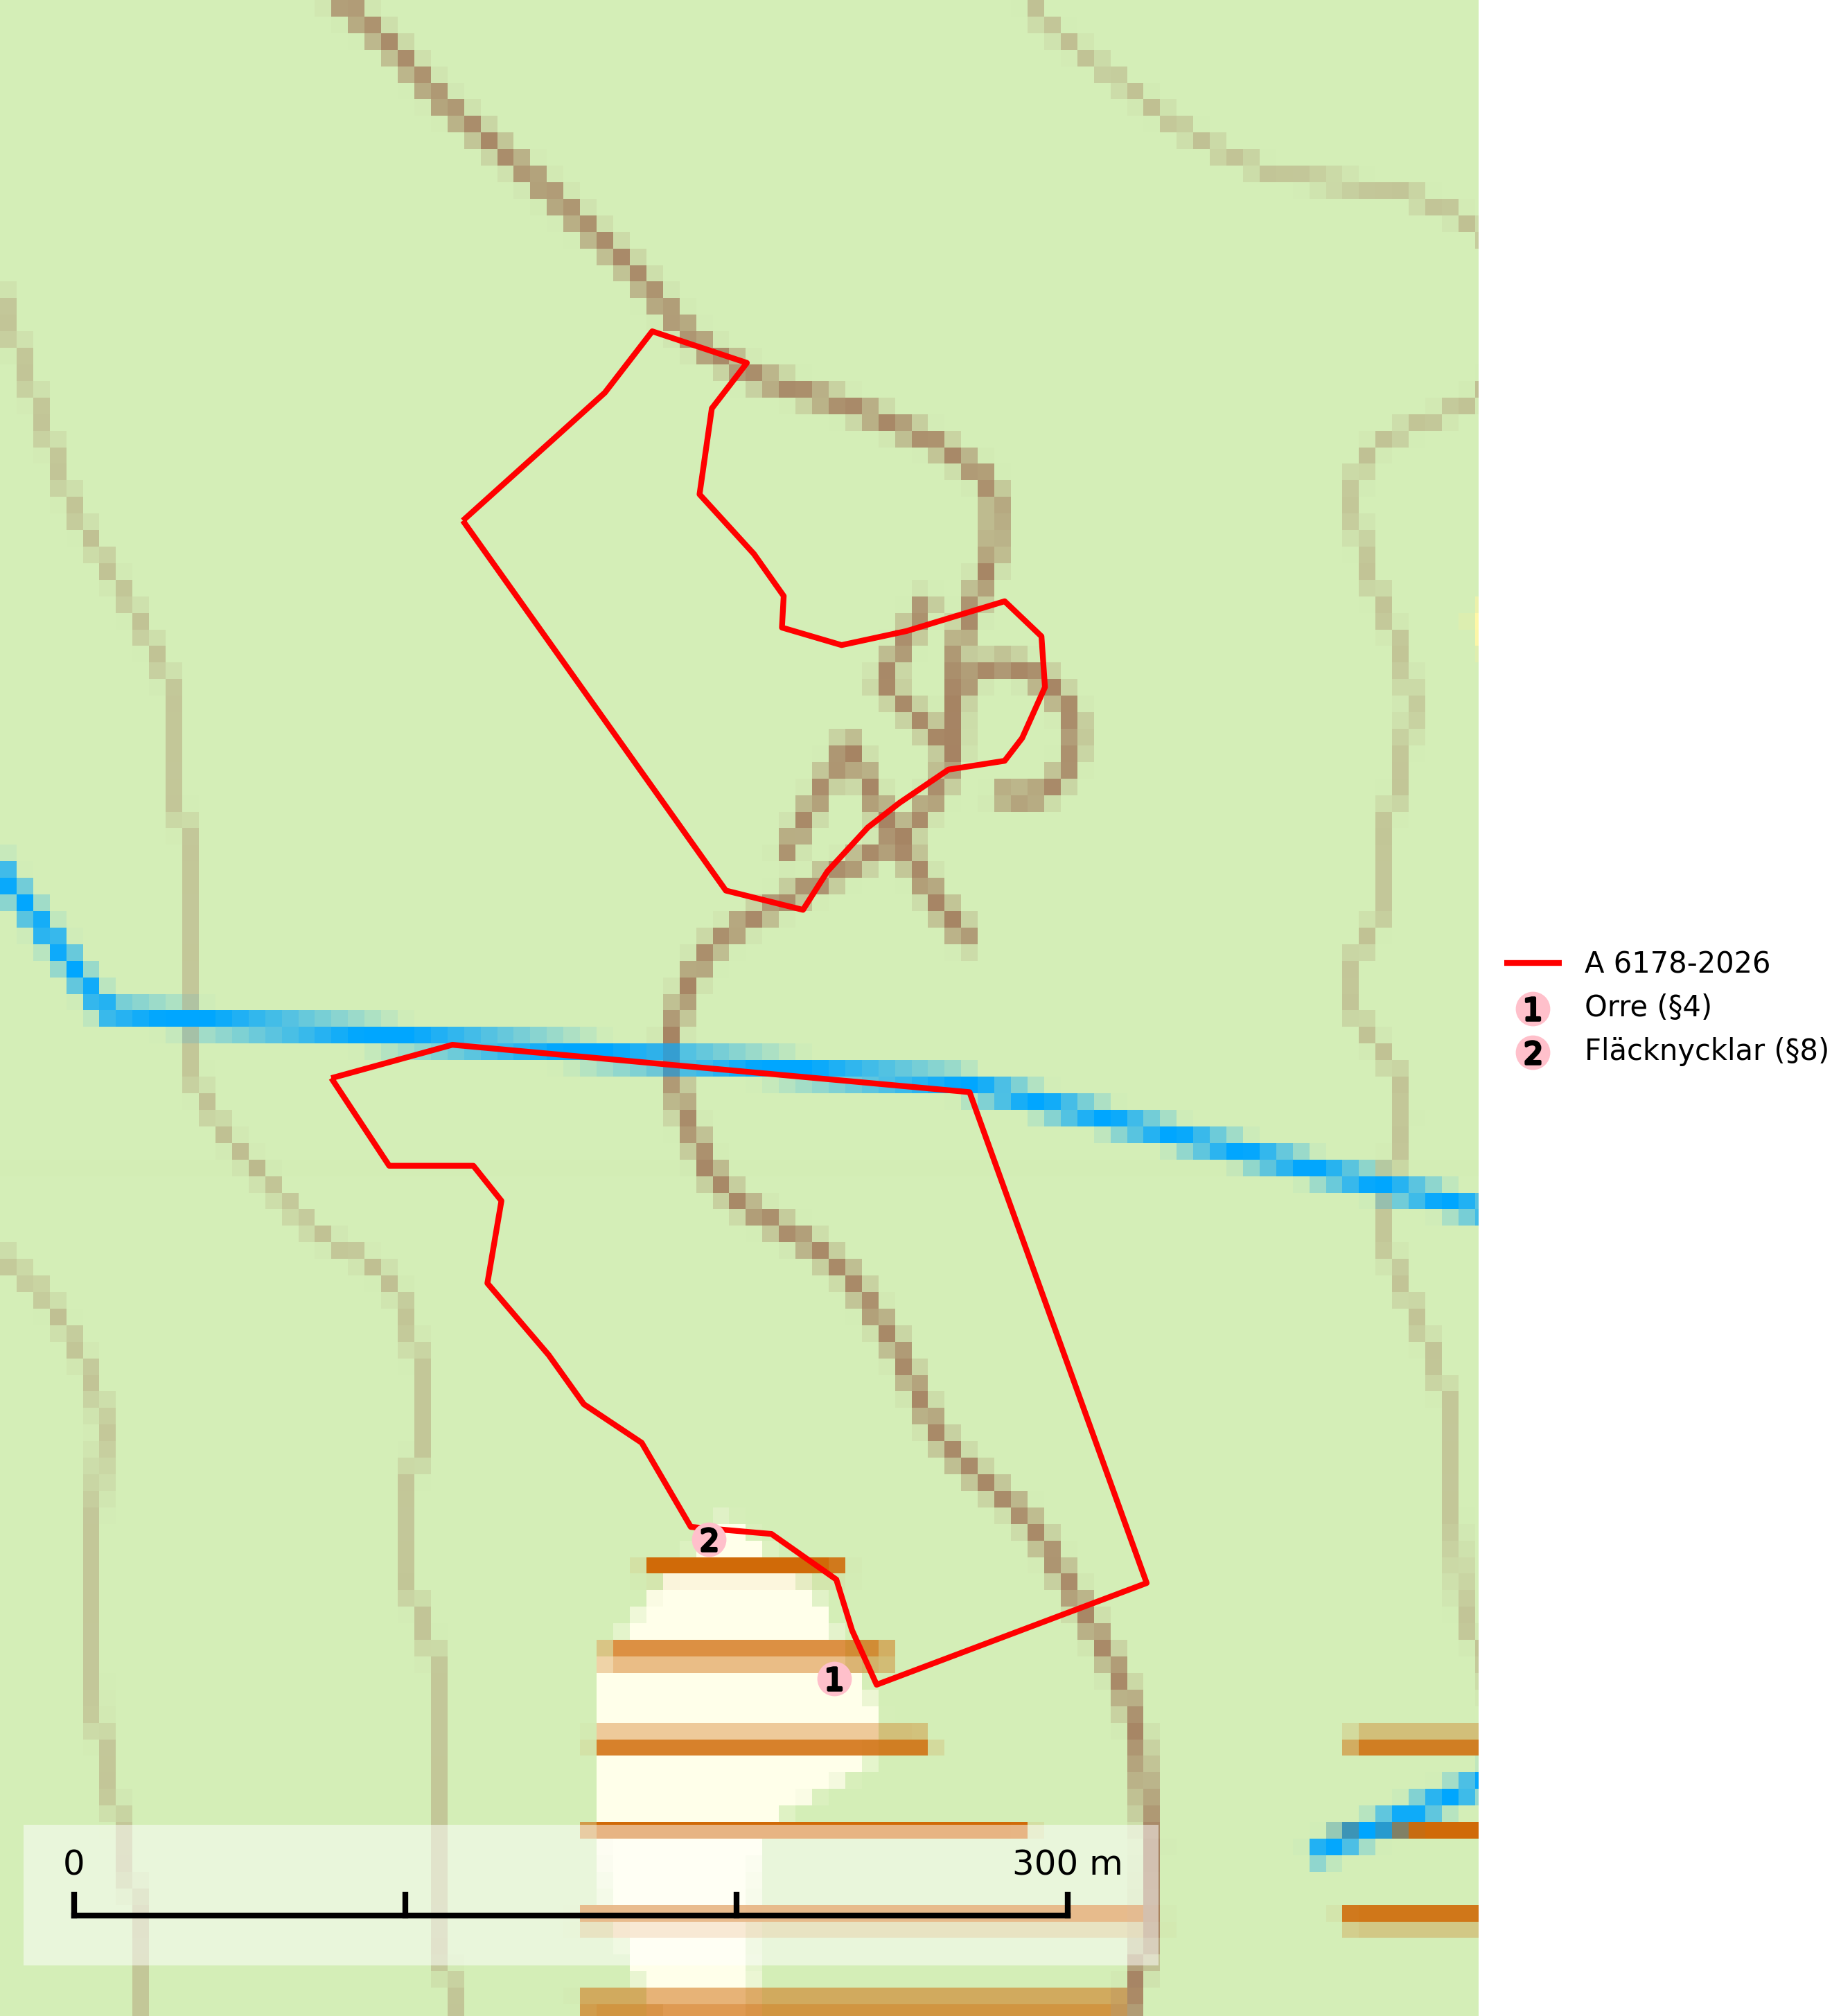 A 6178-2026
1 Orre (§4)
2 Fläcknycklar (§8)
2
1
0 300 m